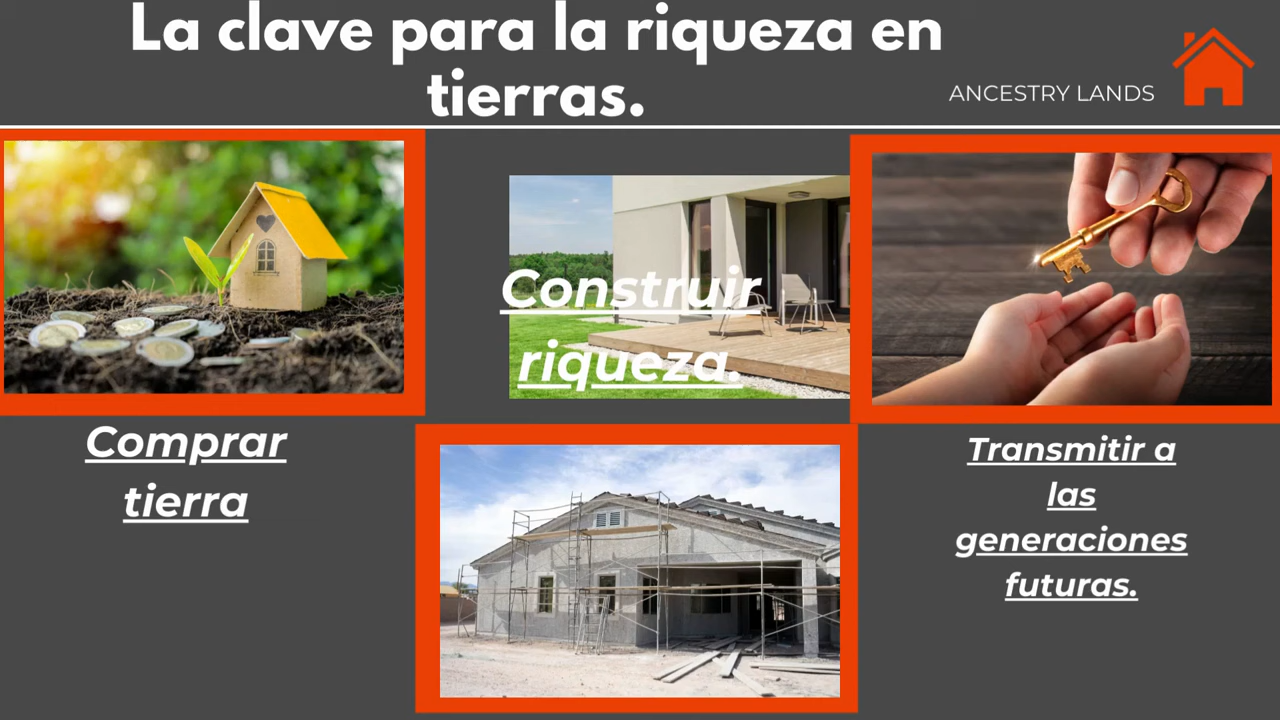 La clave para la riqueza en
tierras.
ANCESTRY LANDS
Comprar
tierra
Construir
riqueza.
Transmitir a
las
generaciones
futuras.